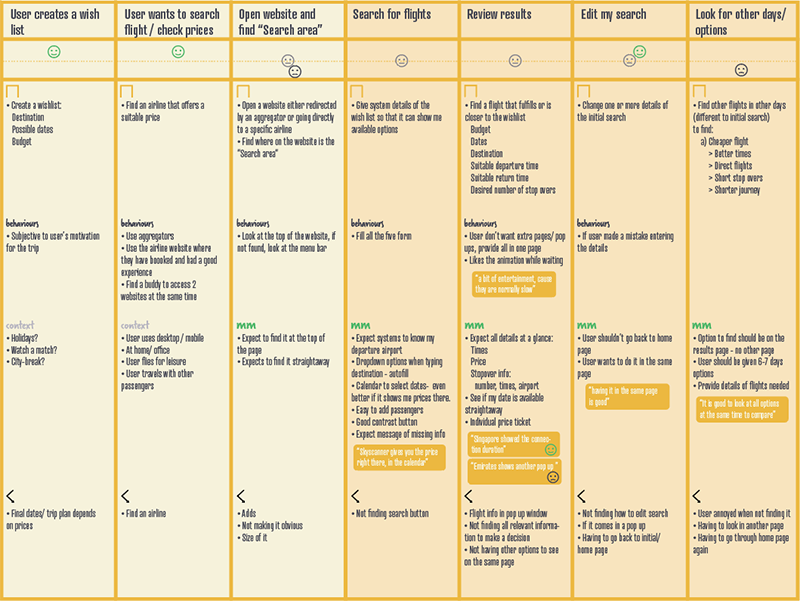 User creates a wish
list
• Create a wishlist:
Destination
Possible dates
Budget
behaviours
• Subjective to user's motivation
for the trip
context
• Holidays?
• Watch a match?
• City-break?
• Final dates/ trip plan depends
on prices
User wants to search
flight/ check prices
• Find an airline that offers a
suitable price
behaviours
• Use aggregators
• Use the airline website where
they have boooked and had a good
experience
• Find a buddy to access 2
websites at the same time
context
• User uses desktop/ mobile
• At home/ office
• User flies for leisure
• User travels with other
passengers
• Find an airline
Open website and
find "Search area"
• Open a website either redirected
by an aggregator or going directly
to a specific airline
• Find where on the website is the
"Search area"
behaviours
• Look at the top of the website, if
not found, look at the menu bar
mm
• Expect to find it at the top of
the page
• Expects to find it straightaway
• Adds
• Not making it obvious
• Size of it
Search for flights
• Give system details of the
wish list so that it can show me
available options
behaviours
• Fill all the five form
mm
• Expect systems to know my
departure airport
• Dropdown options when typing
destination - autofill
• Calendar to select dates- even
better if it shows me prices there.
• Easy to add passengers
• Good contrast button
• Expect message of missing info
"Skyscanner gives you the price
right there, in the calendar"
• Not finding search button
Review results
• Find a flight that fulfills or is
closer to the wishlist
Budget
Dates
Destination
Suitable departure time
Suitable return time
Desired number of stop overs
behaviours
• User don't want extra pages/ pop
ups, provide all in one page
• Likes the animation while waiting
"a bit of entertainment, cause
they are normally slow"
mm
• Expect all details at a glance:
Times
Price
Stopover info:
number, times, airport
• See if my date is available
straightaway
• Individual price ticket
"Singapore showed the connec-
tion duration"
"Emirates shows another pop up "
• Flight info in pop up window
• Not finding all relevant informa-
tion to make a decision
• Not having other options to see
on the same page
Edit my search
• Change one or more details of
the initial search
behaviours
• If user made a mistake entering
the details
mm
• User shouldn't go back to home
page
• User wants to do it in the same
page
"having it in the same page
is good"
• Not finding how to edit search
• If it comes in a pop up
• Having to go back to initial/
home page
Look for other days/
options
• Find other flights in other days
(different to initial search)
to find:
a) Cheaper flight
> Better times
> Direct flights
> Short stop overs
> Shorter journey
mm
• Option to find should be on the
results page - no other page
• User should be given 6-7 days
options
• Provide details of flights needed
"It is good to look at all options
at the same time to compare"
• User annoyed when not finding it
• Having to look in another page
• Having to go through home page
again